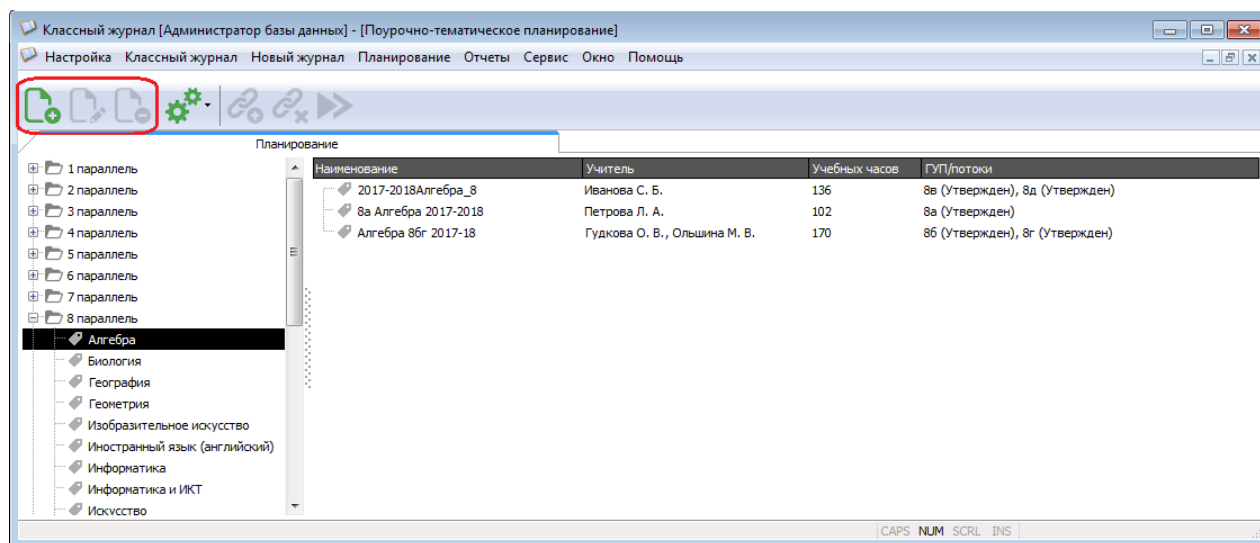 Классный журнал [Администратор базы данных] - [Поурочно-тематическое планирование]
Настройка Классный журнал Новый журнал Планирование Отчеты Сервис Окно Помощь
Планирование
1 параллель
2 параллель
3 параллель
4 параллель
5 параллель
6 параллель
7 параллель
8 параллель
Алгебра
Биология
География
Геометрия
Изобразительное искусство
Иностранный язык (английский)
Информатика
Информатика и ИКТ
Искусство
Наименование Учитель Учебных часов ГУП/потоки
2017-2018Алгебра_8 Иванова С. Б. 136 8в (Утвержден), 8д (Утвержден)
8а Алгебра 2017-2018 Петрова Л. А. 102 8а (Утвержден)
Алгебра 8бг 2017-18 Гудкова О. В., Ольшина М. В. 170 8б (Утвержден), 8г (Утвержден)
CAPS NUM SCRL INS